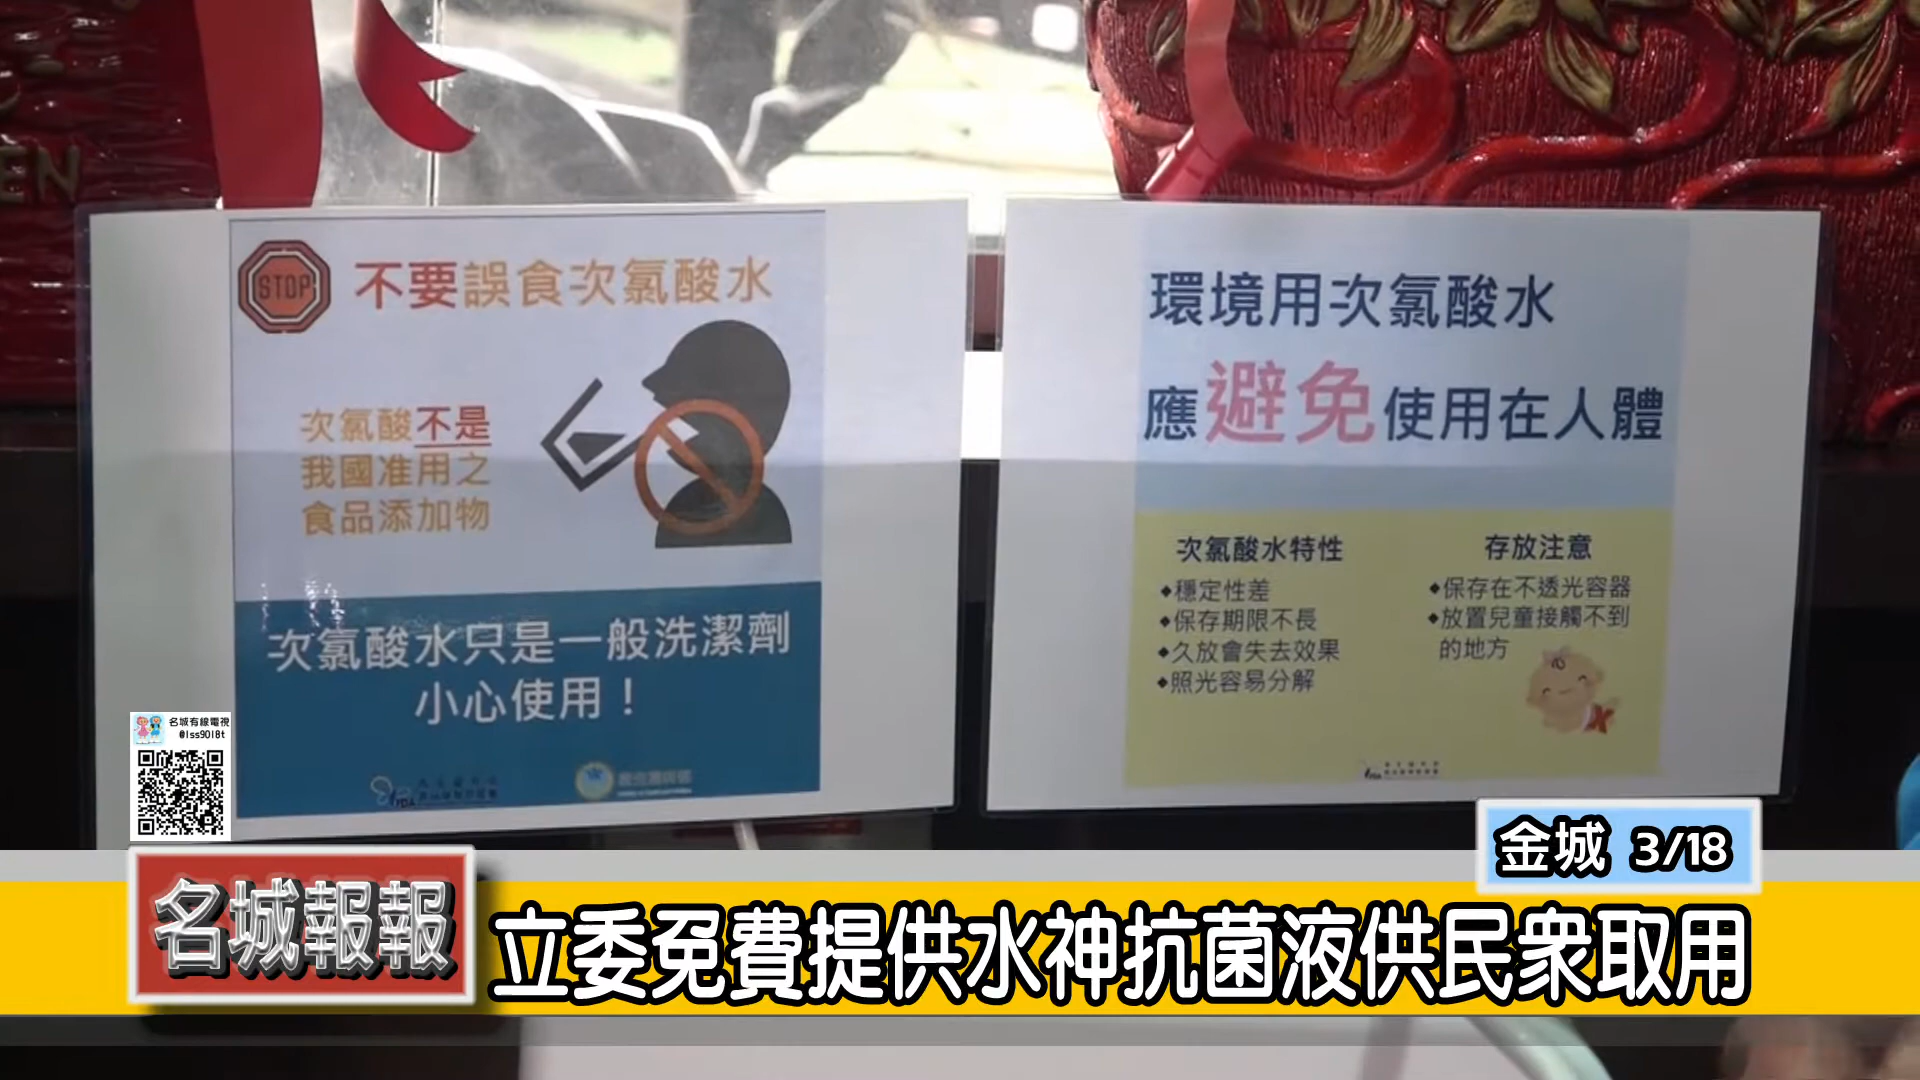 EN
STOP
不要誤食次氯酸水
次氯酸不是
我國准用之
食品添加物
次氯酸水只是一般洗潔劑
小心使用！
環境用次氯酸水
應避免使用在人體
次氯酸水特性
◆穩定性差
◆保存期限不長
◆久放會失去效果
◆照光容易分解
存放注意
◆保存在不透光容器
◆放置兒童接觸不到
的地方
名城有線電視
@lss9018t
金城 3/18
名城報報
立委免費提供水神抗菌液供民眾取用